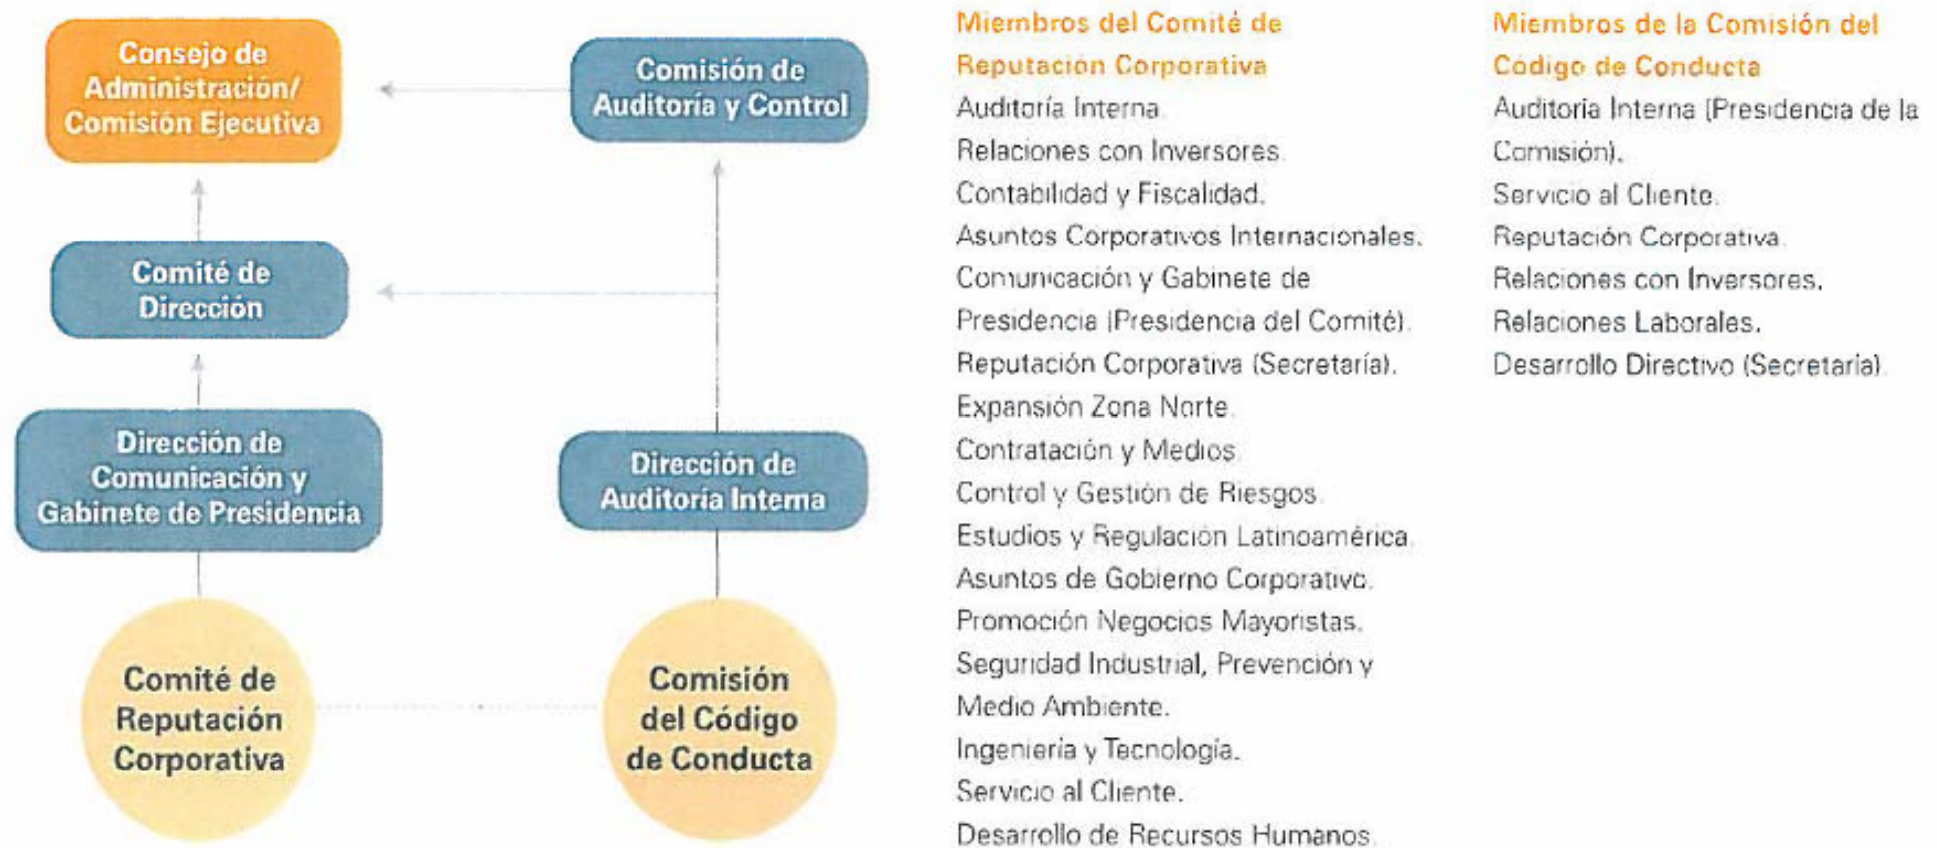 Consejo de
Administración/
Comisión Ejecutiva
Comisión de
Auditoría y Control
Comité de
Dirección
Dirección de
Comunicación y
Gabinete de Presidencia
Dirección de
Auditoría Interna
Comité de
Reputación
Corporativa
Comisión
del Código
de Conducta
Miembros del Comité de
Reputación Corporativa
Auditoría Interna.
Relaciones con Inversores.
Contabilidad y Fiscalidad.
Asuntos Corporativos Internacionales.
Comunicación y Gabinete de
Presidencia (Presidencia del Comité).
Reputación Corporativa (Secretaría).
Expansión Zona Norte.
Contratación y Medios.
Control y Gestión de Riesgos.
Estudios y Regulación Latinoamérica.
Asuntos de Gobierno Corporativo.
Promoción Negocios Mayoristas.
Seguridad Industrial, Prevención y
Medio Ambiente.
Ingeniería y Tecnología.
Servicio al Cliente.
Desarrollo de Recursos Humanos.
Miembros de la Comisión del
Código de Conducta
Auditoría Interna (Presidencia de la
Comisión).
Servicio al Cliente.
Reputación Corporativa.
Relaciones con Inversores.
Relaciones Laborales.
Desarrollo Directivo (Secretaría).